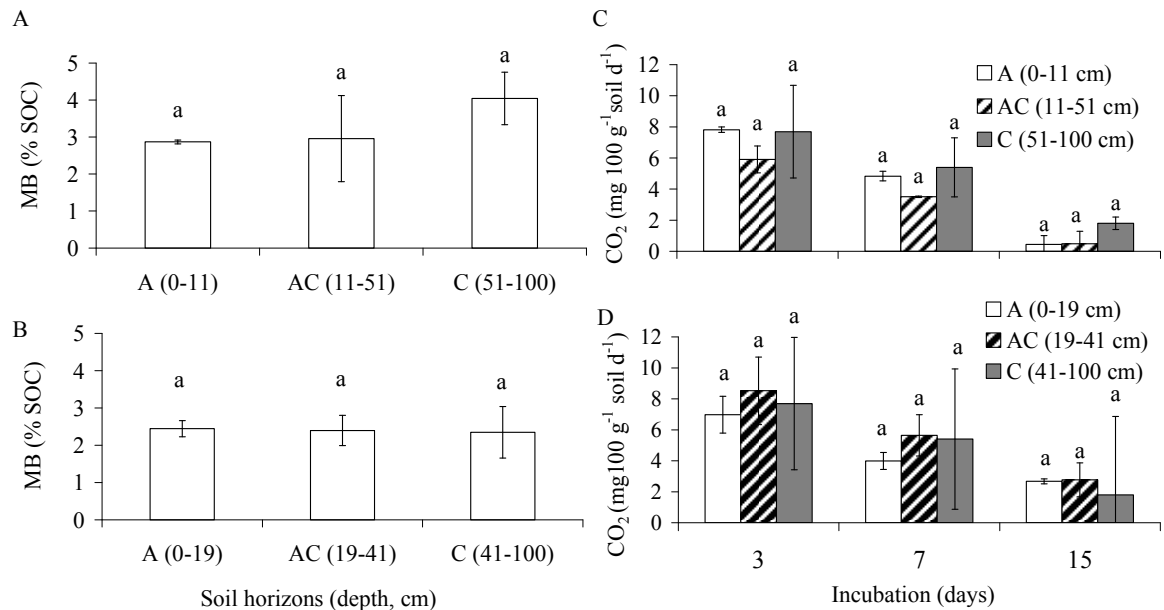 A
MB (% SOC)
5
4
3
2
1
0
a
a
a
A (0-11)
AC (11-51)
C (51-100)
B
MB (% SOC)
5
4
3
2
1
0
a
a
a
A (0-19)
AC (19-41)
C (41-100)
Soil horizons (depth, cm)
C
CO₂ (mg 100 g⁻¹soil d⁻¹)
12
10
8
6
4
2
0
A (0-11 cm)
AC (11-51 cm)
C (51-100 cm)
a
a
a
a
a
a
a
a
a
D
CO₂ (mg100 g⁻¹ soil d⁻¹)
12
10
8
6
4
2
0
A (0-19 cm)
AC (19-41 cm)
C (41-100 cm)
a
a
a
a
a
a
a
a
a
3
7
15
Incubation (days)